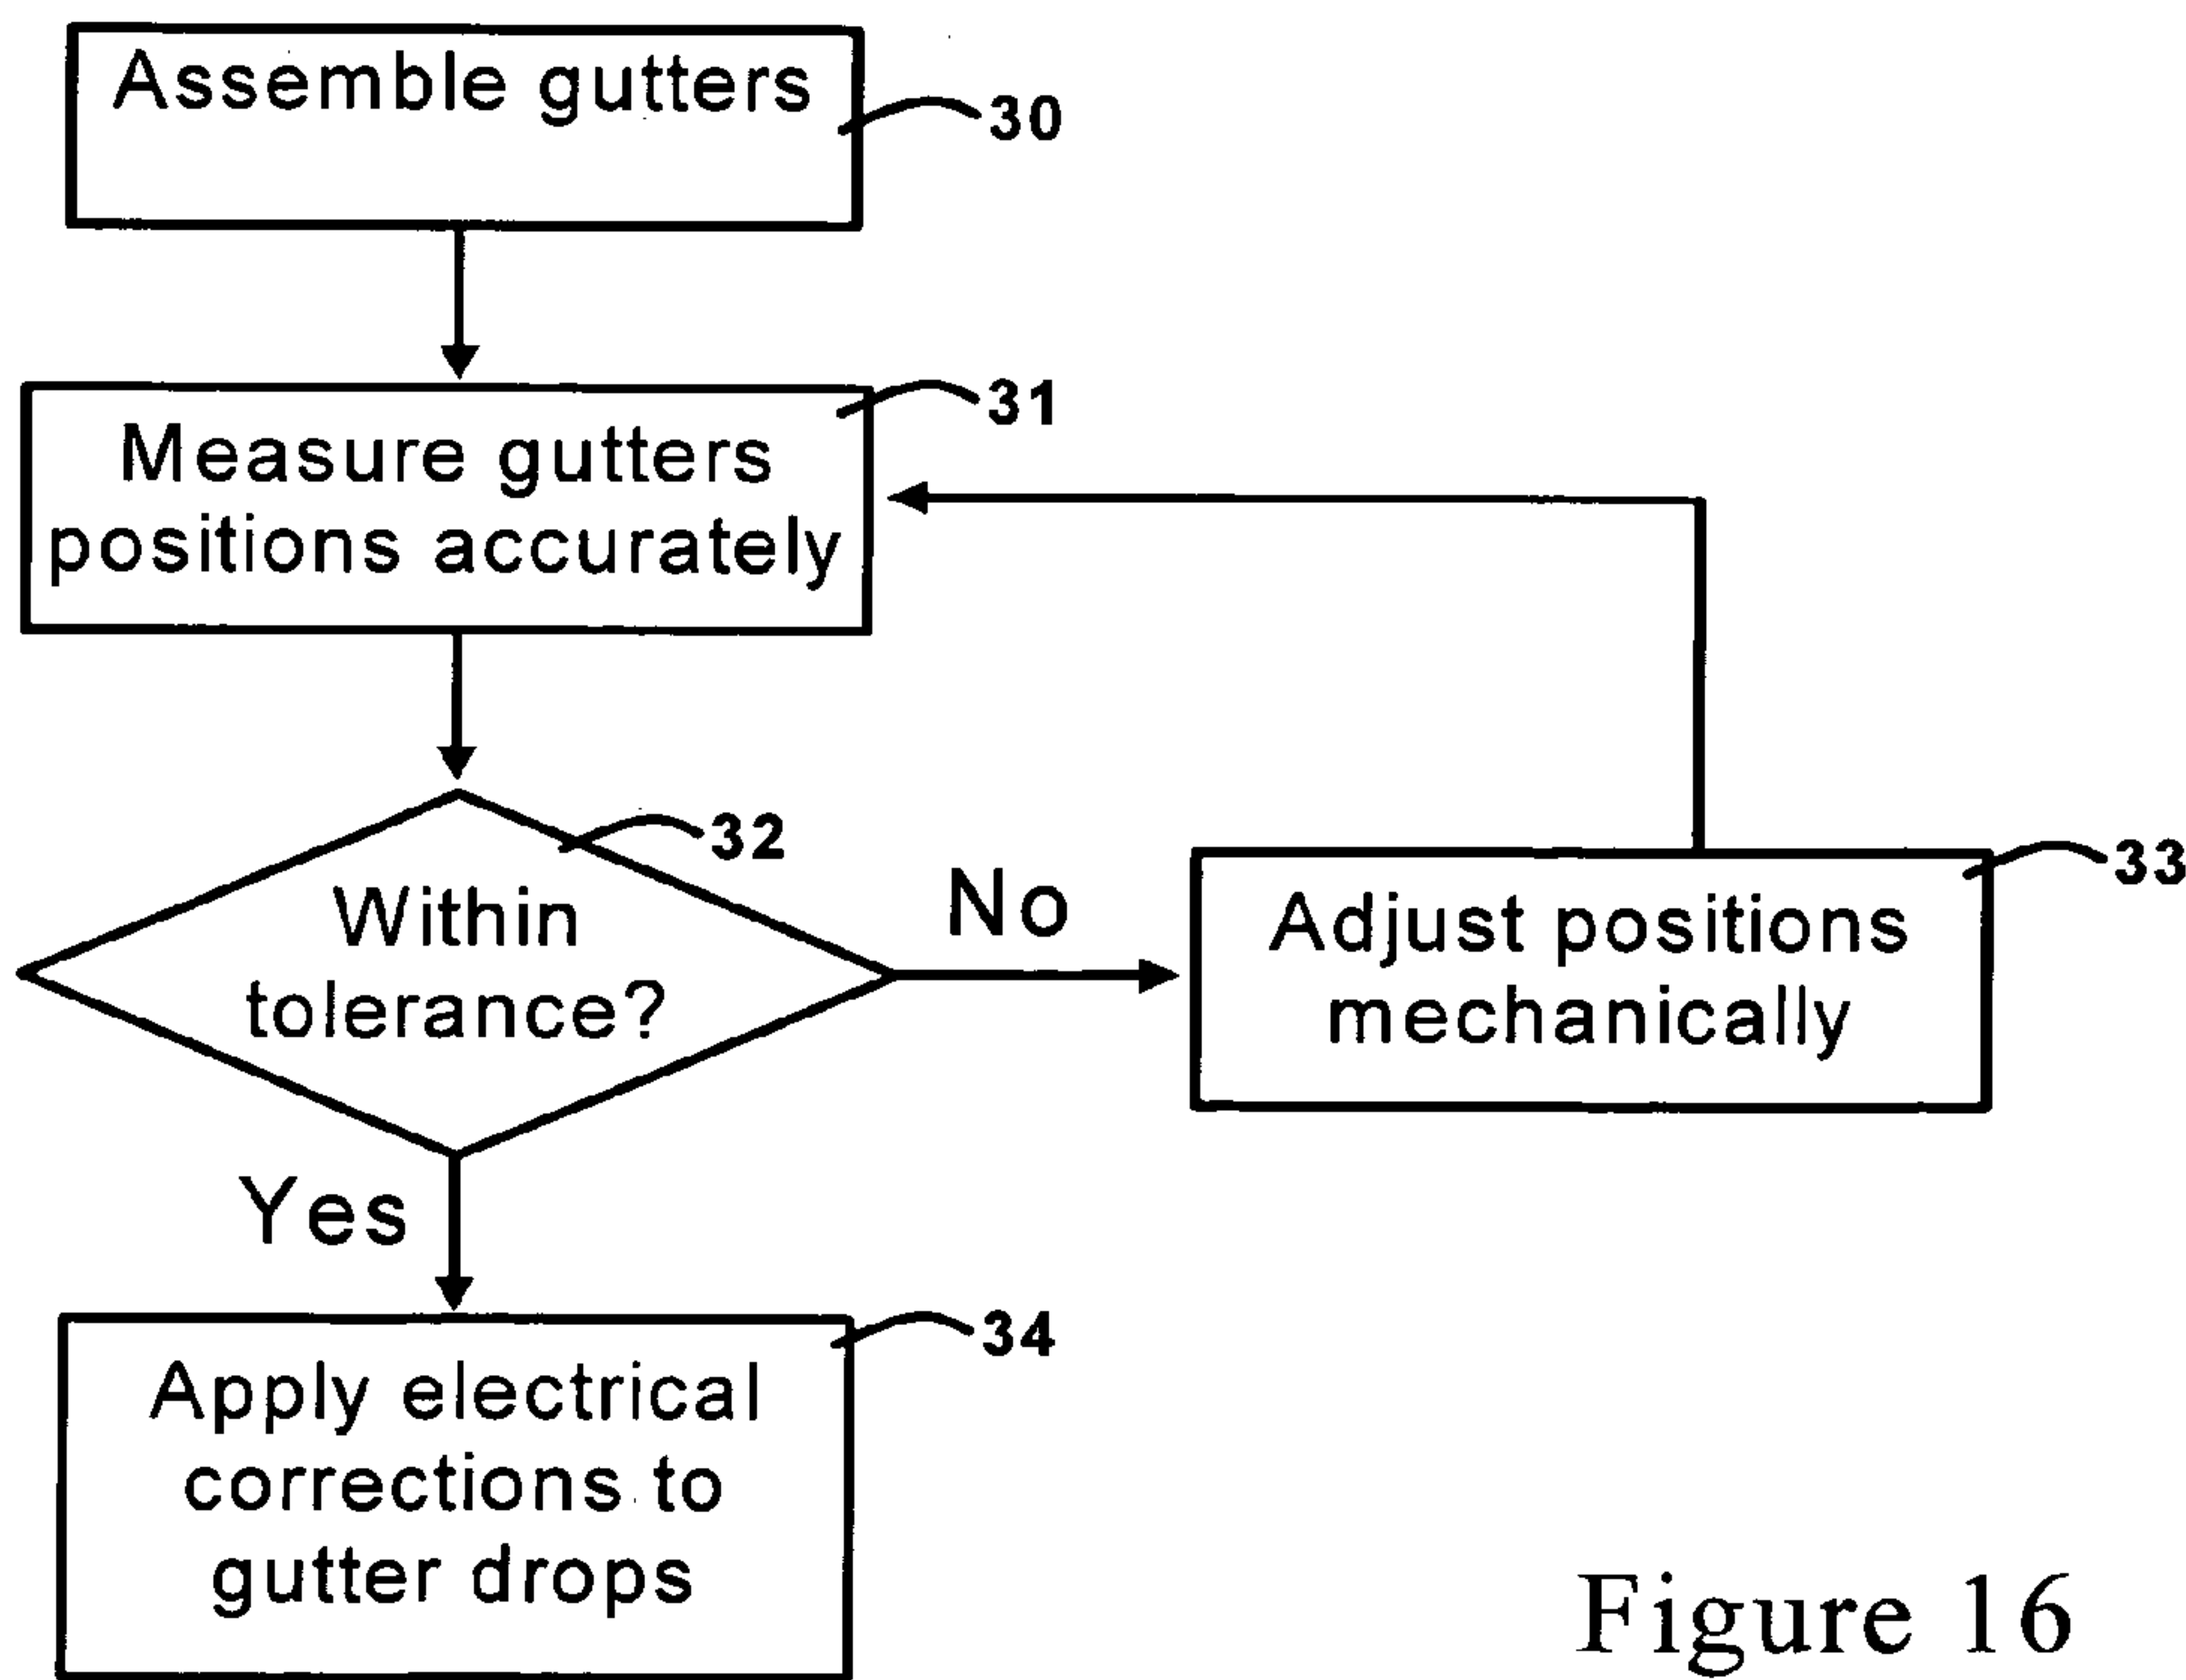 Assemble gutters
30
Measure gutters
positions accurately
31
Within
tolerance?
32
No
Adjust positions
mechanically
33
Yes
Apply electrical
corrections to
gutter drops
34
Figure 16